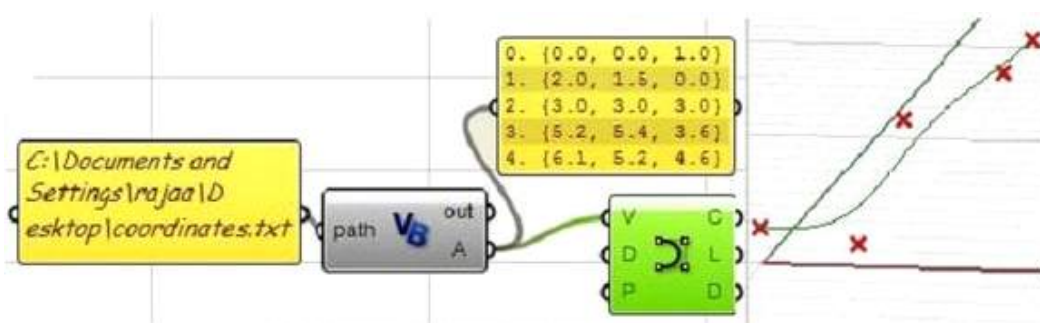 0. {0.0, 0.0, 1.0}
1. {2.0, 1.5, 0.0}
2. {3.0, 3.0, 3.0}
3. {5.2, 5.4, 3.6}
4. {6.1, 5.2, 4.6}
C:\Documents and
Settings\rajaa\D
esktop\coordinates.txt
path VB out
A
V C
D L
P D